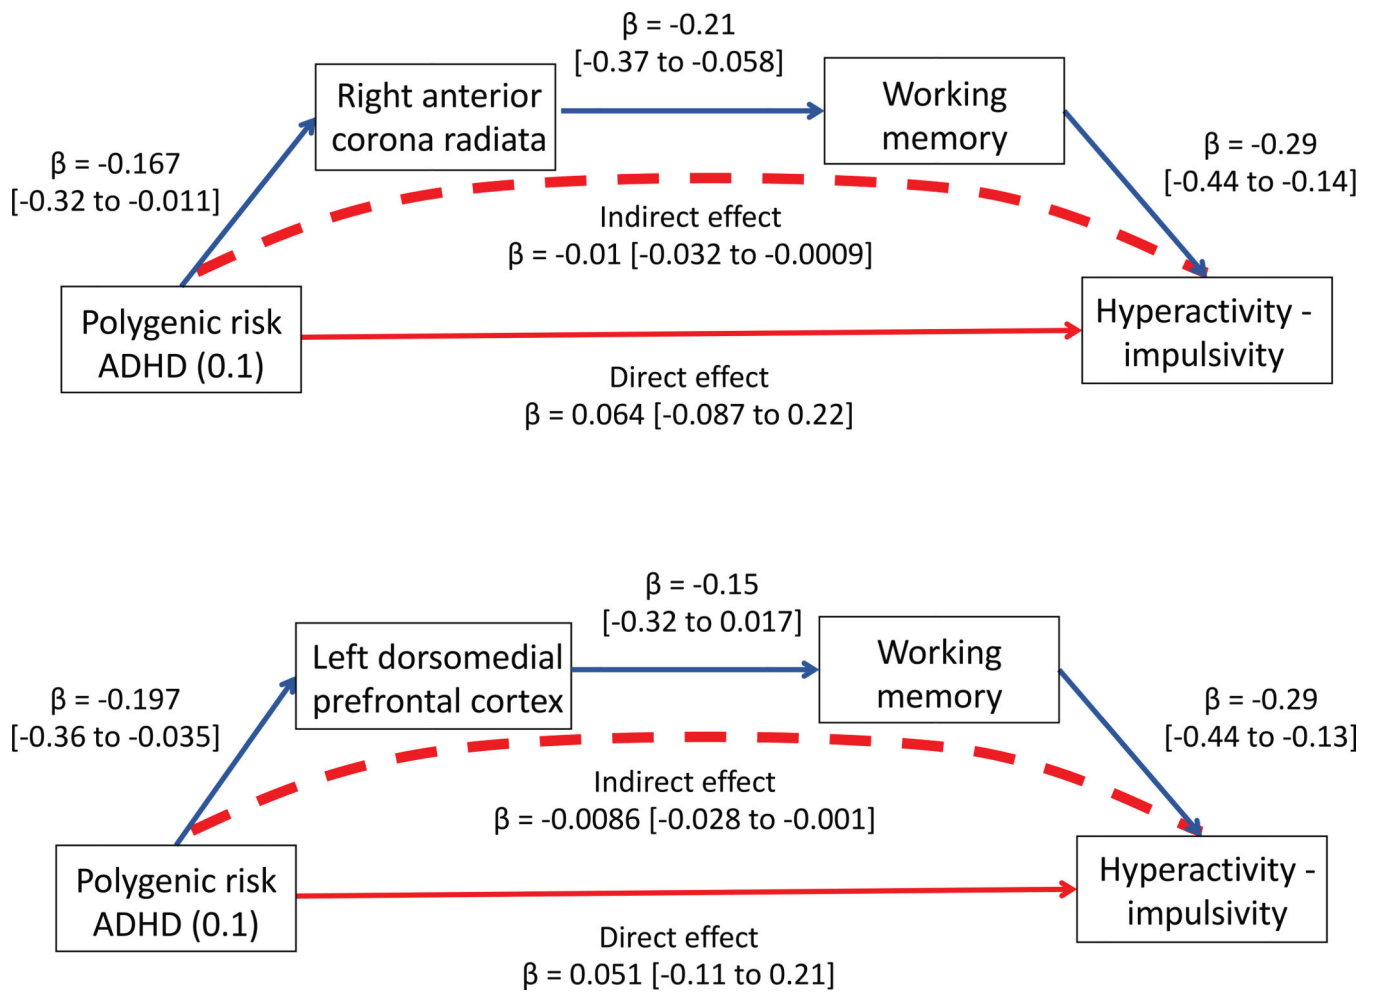 β = -0.21
[-0.37 to -0.058]
Right anterior
corona radiata
Working
memory
β = -0.167
[-0.32 to -0.011]
β = -0.29
[-0.44 to -0.14]
Indirect effect
β = -0.01 [-0.032 to -0.0009]
Polygenic risk
ADHD (0.1)
Hyperactivity -
impulsivity
Direct effect
β = 0.064 [-0.087 to 0.22]
β = -0.15
[-0.32 to 0.017]
Left dorsomedial
prefrontal cortex
Working
memory
β = -0.197
[-0.36 to -0.035]
β = -0.29
[-0.44 to -0.13]
Indirect effect
β = -0.0086 [-0.028 to -0.001]
Polygenic risk
ADHD (0.1)
Hyperactivity -
impulsivity
Direct effect
β = 0.051 [-0.11 to 0.21]